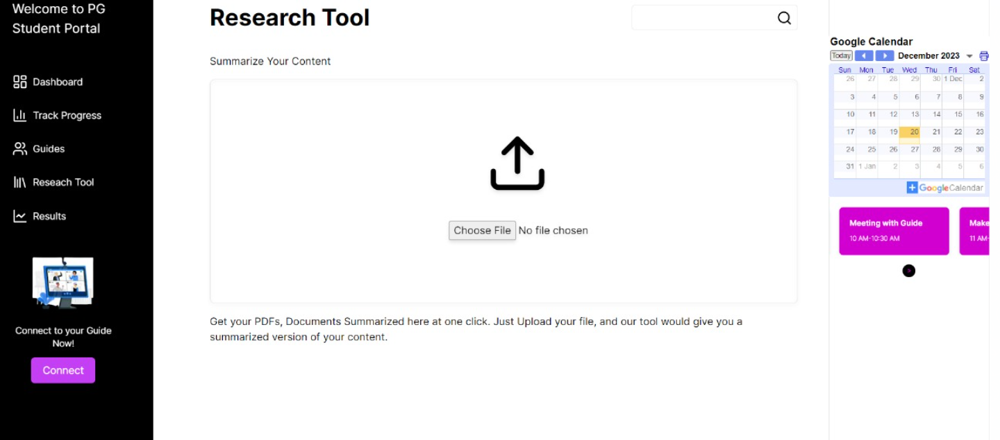 Welcome to PG
Student Portal
Dashboard
Track Progress
Guides
Reseach Tool
Results
Connect to your Guide
Now!
Connect
Research Tool
Summarize Your Content
Choose File No file chosen
Get your PDFs, Documents Summarized here at one click. Just Upload your file, and our tool would give you a
summarized version of your content.
Google Calendar
Today December 2023
Sun Mon Tue Wed Thu Fri Sat
26 27 28 29 30 1 Dec 2
3 4 5 6 7 8 9
10 11 12 13 14 15 16
17 18 19 20 21 22 23
24 25 26 27 28 29 30
31 1 Jan 2 3 4 5 6
GoogleCalendar
Meeting with Guide
10 AM-10:30 AM
Make
11 AM-